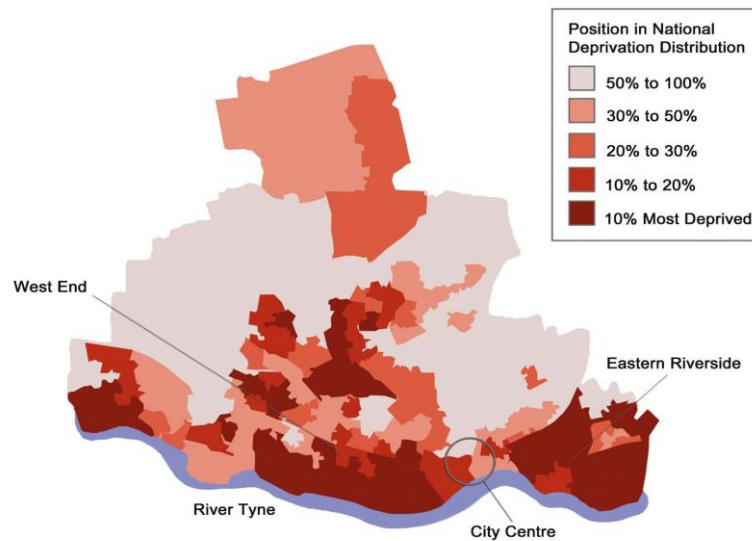 Position in National
Deprivation Distribution
50% to 100%
30% to 50%
20% to 30%
10% to 20%
10% Most Deprived
West End
Eastern Riverside
River Tyne
City Centre